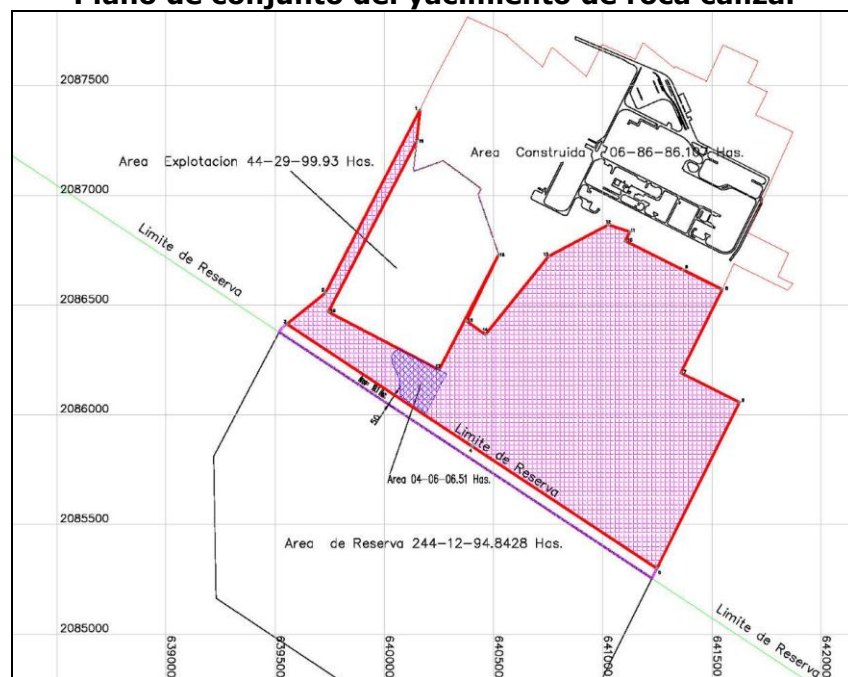 Plano de conjunto del yacimiento de roca caliza.
2087500
Area Explotacion 44-29-99.93 Has.
Area Construida 06-86-86.107 Has.
2087000
Limite de Reserva
2086500
2086000
50
Limite de Reserva
Area 04-06-06.51 Has.
2085500
Area de Reserva 244-12-94.8428 Has.
Limite de Reserva
2085000
639000
639500
640000
640500
641000
641500
642000